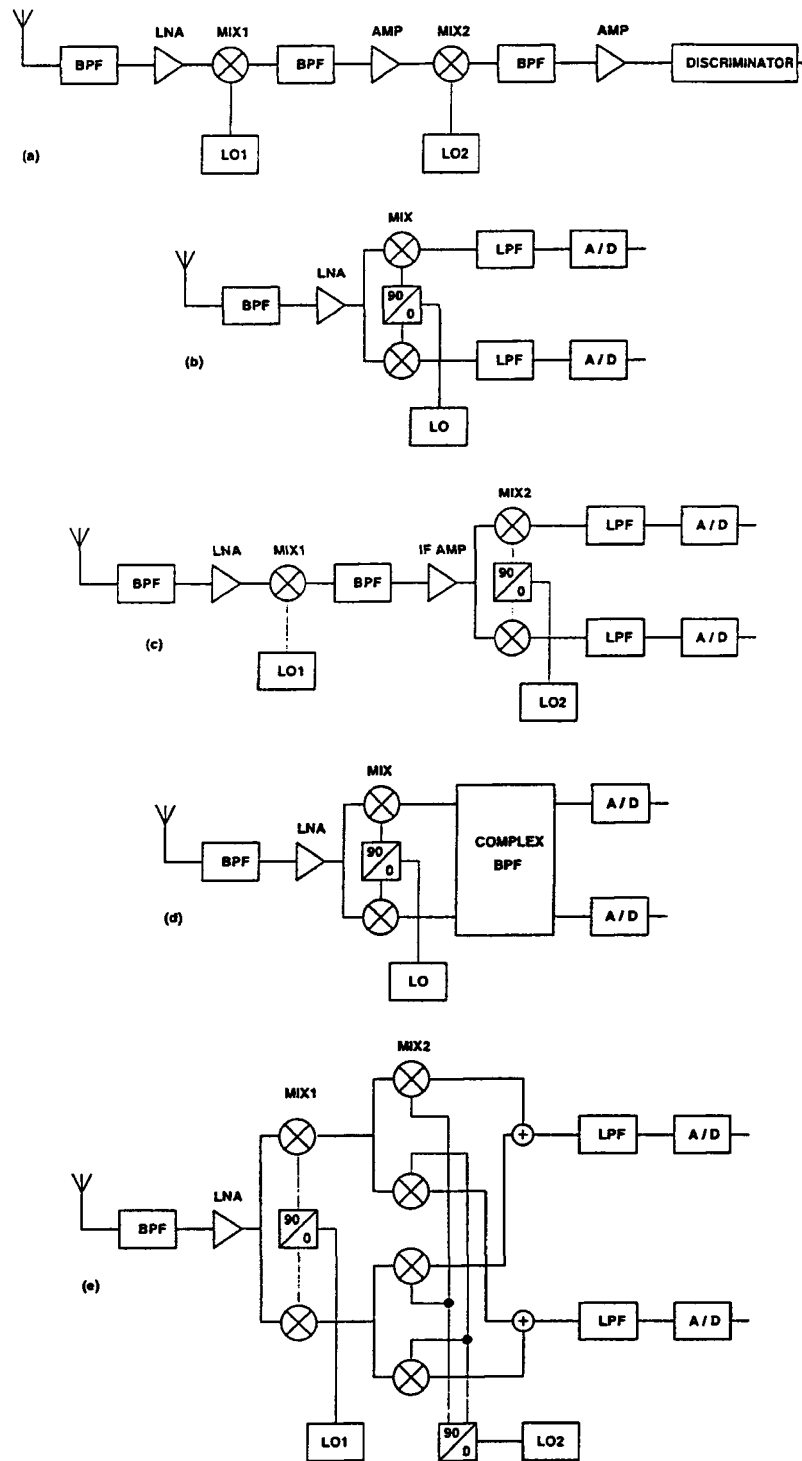 LNA MIX1 AMP MIX2 AMP
BPF BPF BPF DISCRIMINATOR
LO1 LO2
(a)
MIX
LPF A / D
LNA
BPF 90
0
(b)
LPF A / D
LO
MIX2
LPF A / D
LNA MIX1 IF AMP
BPF BPF 90
0
(c)
LPF A / D
LO1
LO2
MIX
A / D
LNA
COMPLEX
BPF
BPF 90
0
(d)
A / D
LO
MIX2
MIX1
+ LPF A / D
LNA
BPF 90
0
(e)
+ LPF A / D
LO1 90
0 LO2